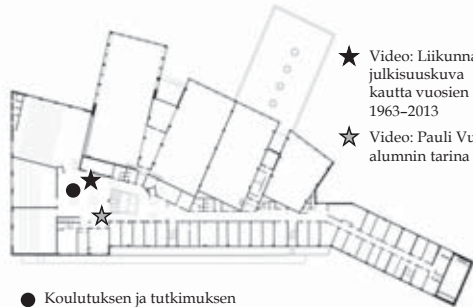 Video: Liikunna
julkisuuskuva
kautta vuosien
1963–2013
Video: Pauli Vu
alumnin tarina
Koulutuksen ja tutkimuksen